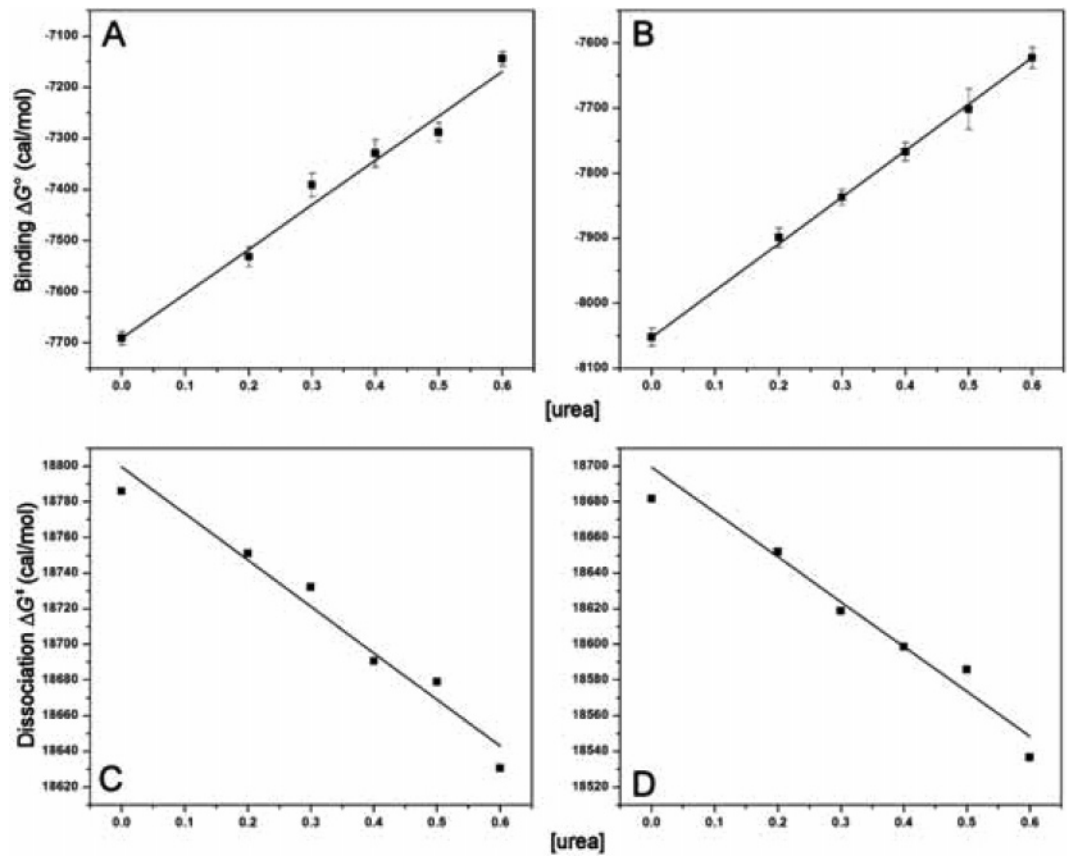 A
B
-7100
-7200
-7300
-7400
-7500
-7600
-7700
-7600
-7700
-7800
-7900
-8000
-8100
Binding ΔG° (cal/mol)
0.0 0.1 0.2 0.3 0.4 0.5 0.6
0.0 0.1 0.2 0.3 0.4 0.5 0.6
[urea]
18800
18780
18760
18740
18720
18700
18680
18660
18640
18620
18700
18680
18660
18640
18620
18600
18580
18560
18540
18520
Dissociation ΔG‡ (cal/mol)
C
D
0.0 0.1 0.2 0.3 0.4 0.5 0.6
0.0 0.1 0.2 0.3 0.4 0.5 0.6
[urea]